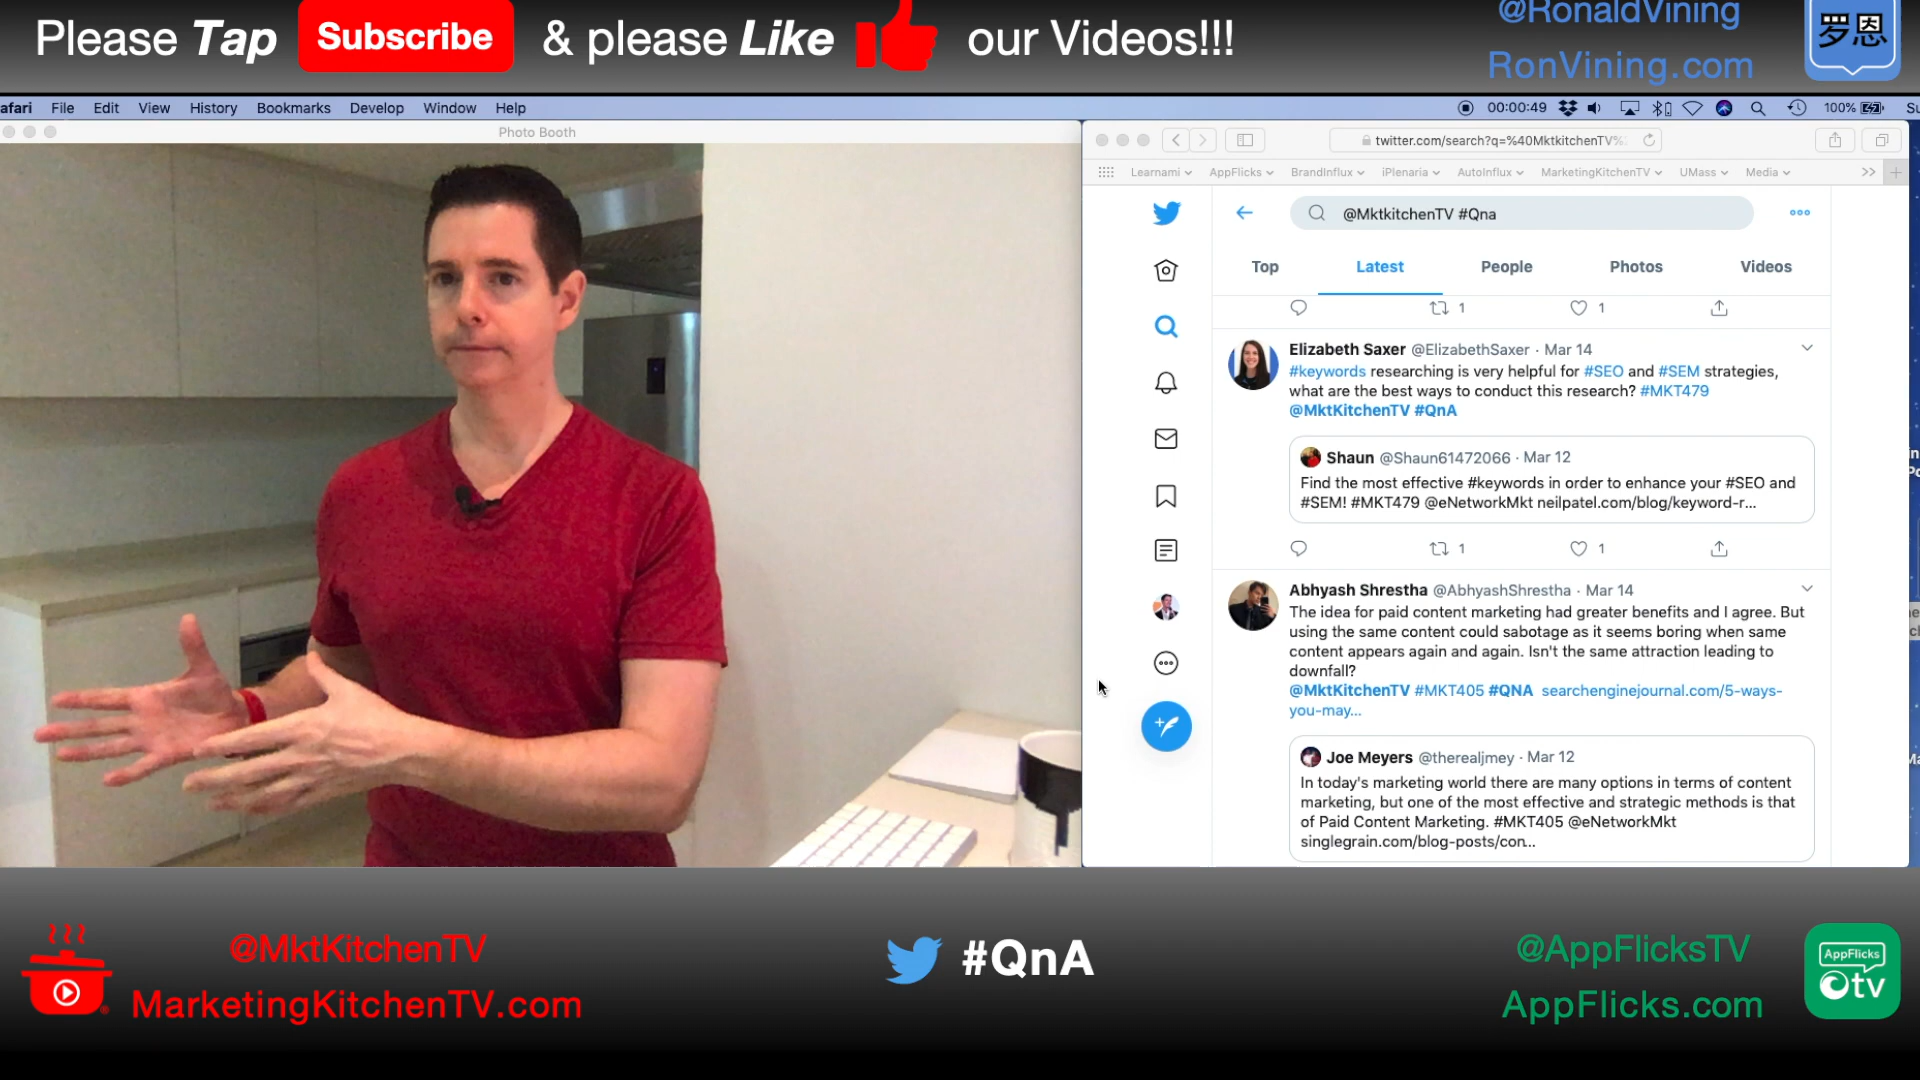 Please Tap Subscribe & please Like our Videos!!!
@RonaldVining
RonVining.com
罗恩
afari File Edit View History Bookmarks Develop Window Help
00:00:49 100%
Photo Booth
twitter.com/search?q=%40MktkitchenTV%
Learnami AppFlicks BrandInflux iPlenaria AutoInflux MarketingKitchenTV UMass Media
@MktkitchenTV #Qna
Top Latest People Photos Videos
1 1
Elizabeth Saxer @ElizabethSaxer · Mar 14
#keywords researching is very helpful for #SEO and #SEM strategies,
what are the best ways to conduct this research? #MKT479
@MktKitchenTV #QnA
Shaun @Shaun61472066 · Mar 12
Find the most effective #keywords in order to enhance your #SEO and
#SEM! #MKT479 @eNetworkMkt neilpatel.com/blog/keyword-r...
1 1
Abhyash Shrestha @AbhyashShrestha · Mar 14
The idea for paid content marketing had greater benefits and I agree. But
using the same content could sabotage as it seems boring when same
content appears again and again. Isn't the same attraction leading to
downfall?
@MktKitchenTV #MKT405 #QNA searchenginejournal.com/5-ways-
you-may...
Joe Meyers @therealjmey · Mar 12
In today's marketing world there are many options in terms of content
marketing, but one of the most effective and strategic methods is that
of Paid Content Marketing. #MKT405 @eNetworkMkt
singlegrain.com/blog-posts/con...
@MktKitchenTV
MarketingKitchenTV.com
#QnA
@AppFlicksTV
AppFlicks.com
AppFlicks
tv